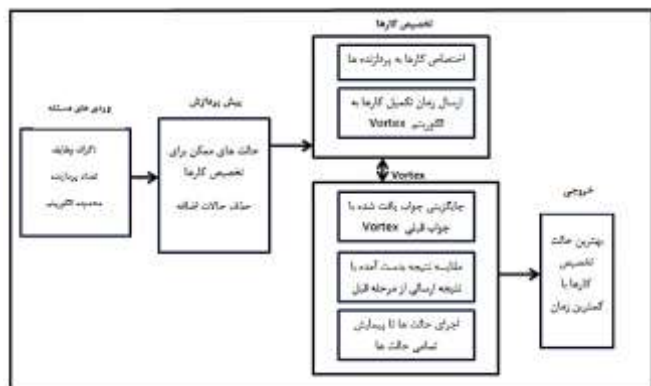 تخصیص کارها
اختصاص کارها به پردازنده ها
ارسال زمان تکمیل کارها به
الگوریتم Vortex
ورودی های مسئله
گراف وظایف
تعداد پردازنده
محدوده الگوریتم
پیش پردازش
حالت های ممکن برای
تخصیص کارها
حذف حالات اضافه
Vortex
جایگزینی جواب یافت شده با
جواب قبلی Vortex
مقایسه نتیجه بدست آمده با
نتیجه ارسالی از مرحله قبل
اجرای حالت ها تا پیمایش
تمامی حالت ها
خروجی
بهترین حالت
تخصیص
کارها با
کمترین زمان